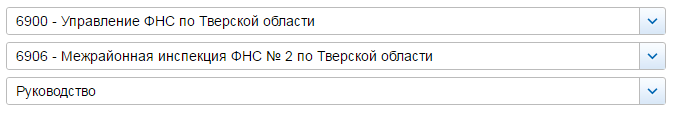 6900 - Управление ФНС по Тверской области
6906 - Межрайонная инспекция ФНС № 2 по Тверской области
Руководство